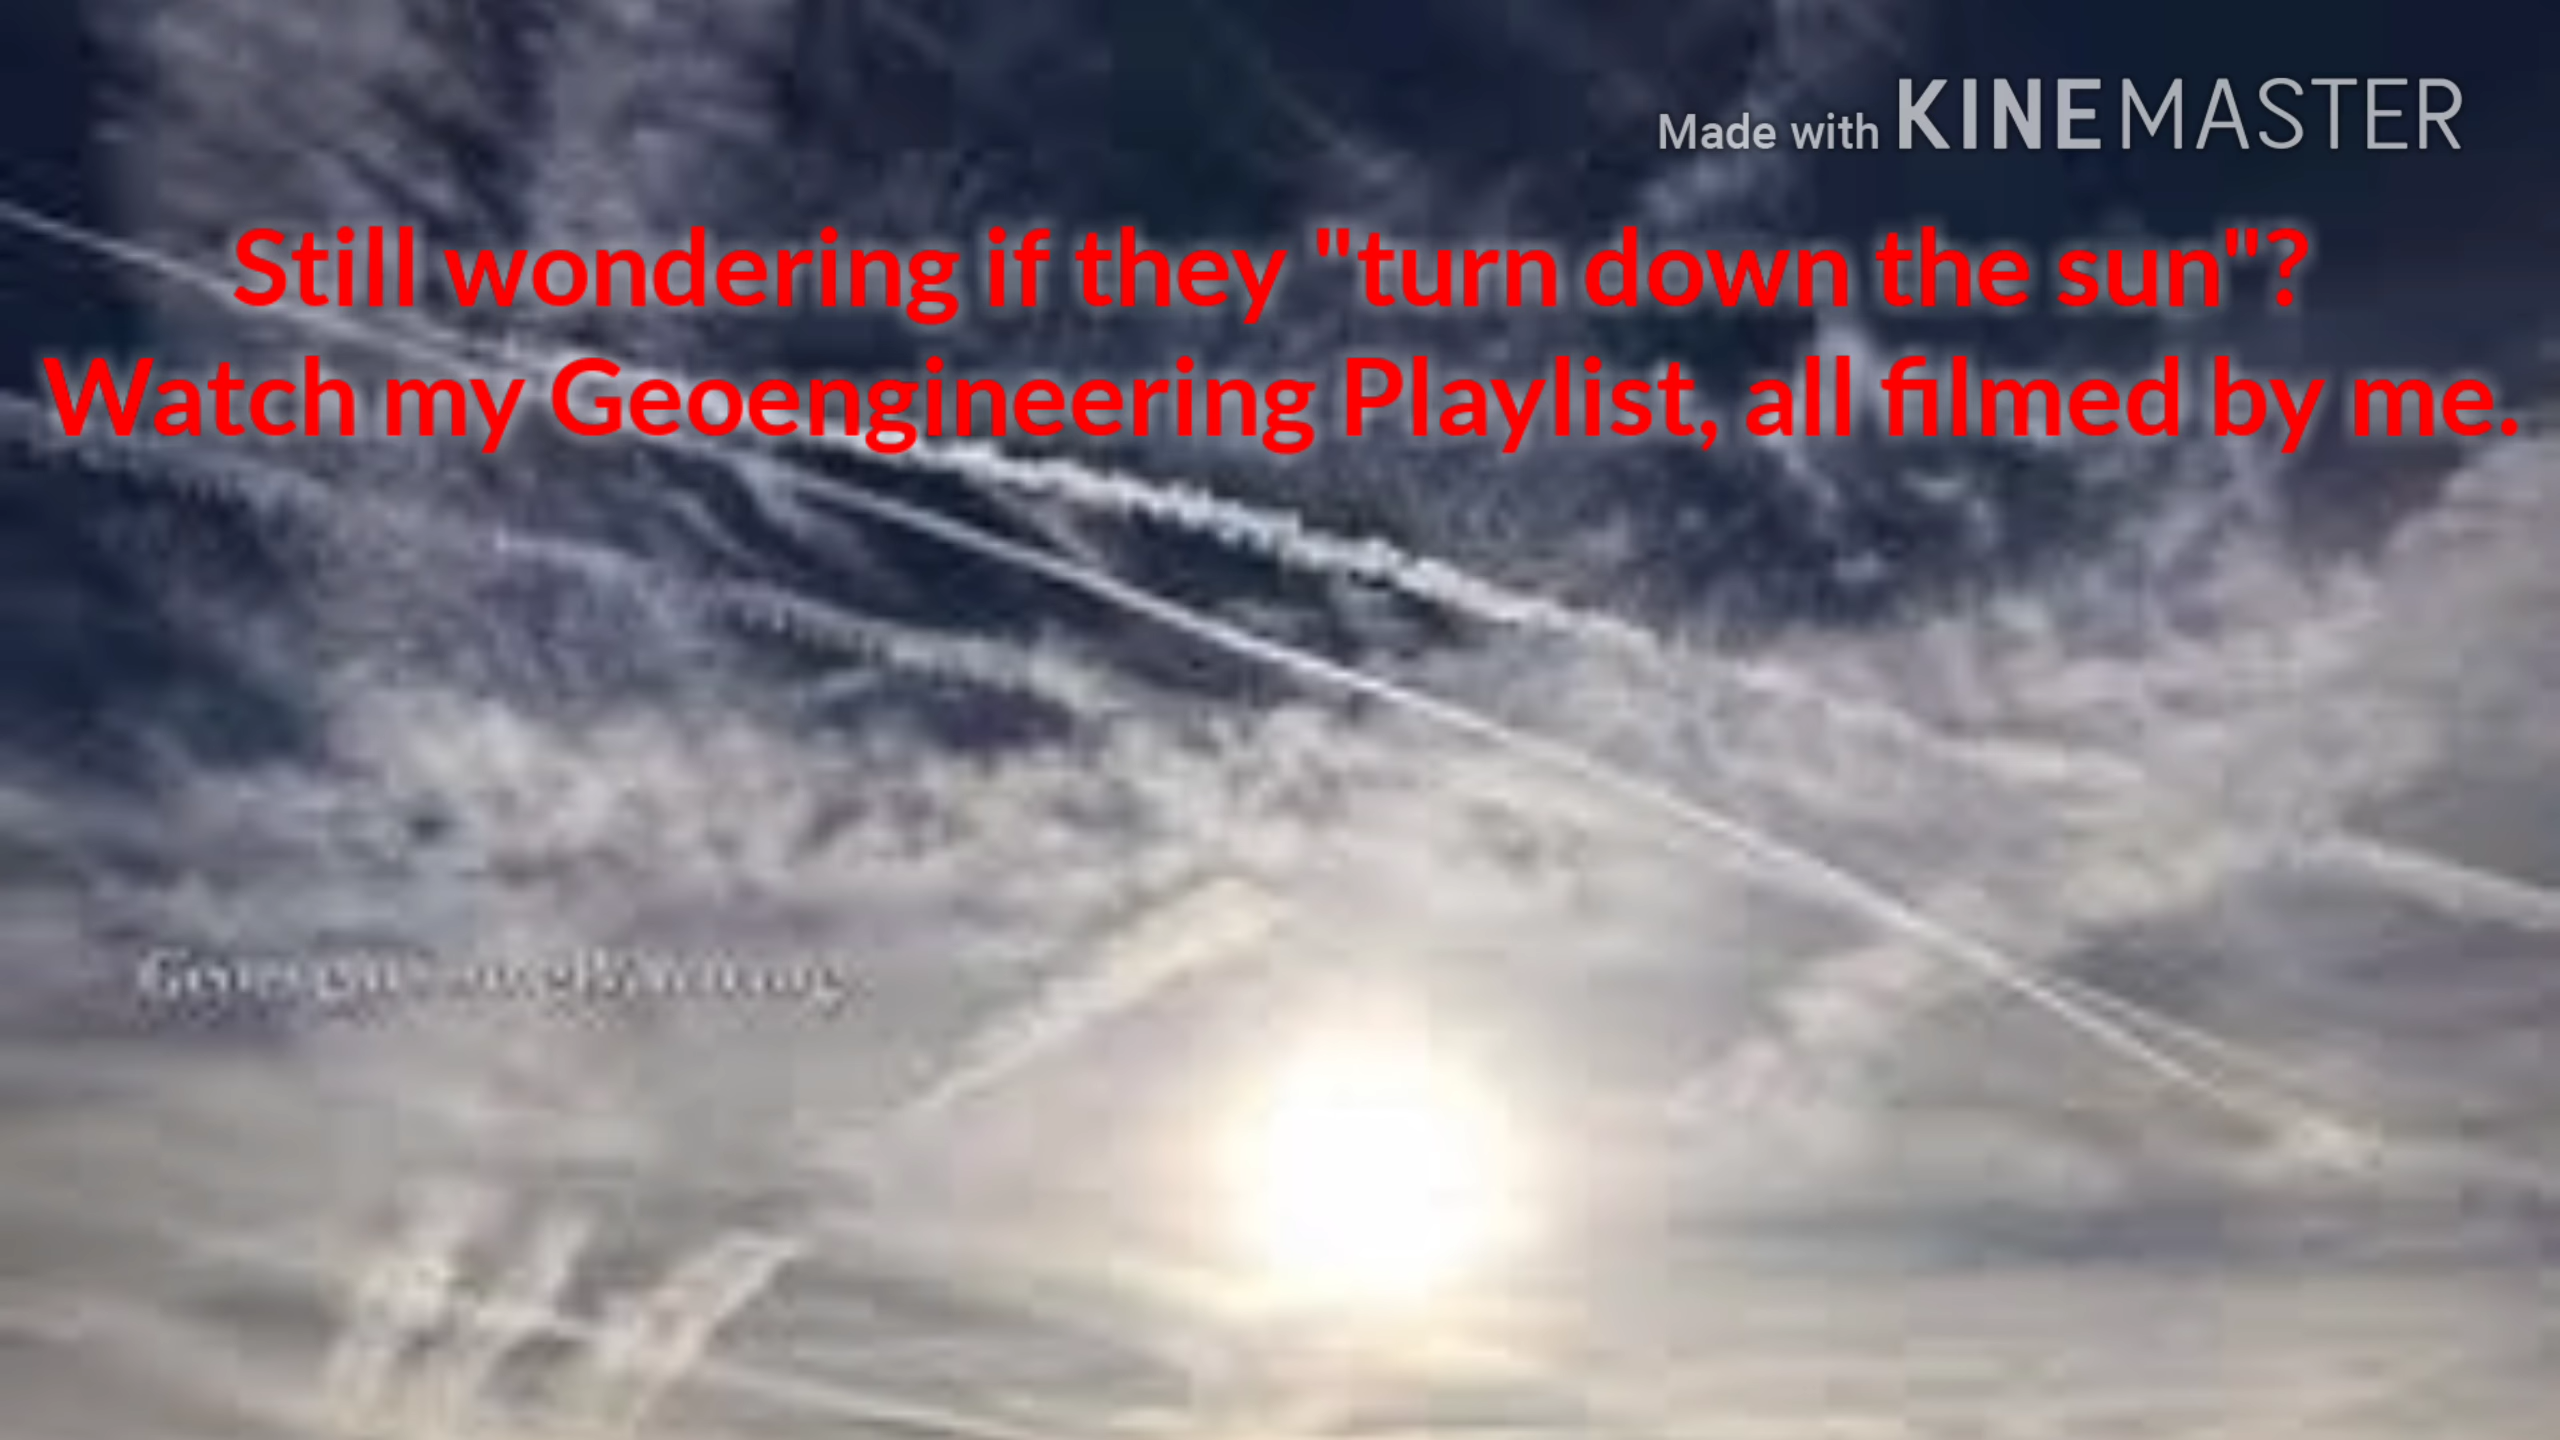 Made with KINEMASTER
Still wondering if they "turn down the sun"?
Watch my Geoengineering Playlist, all filmed by me.